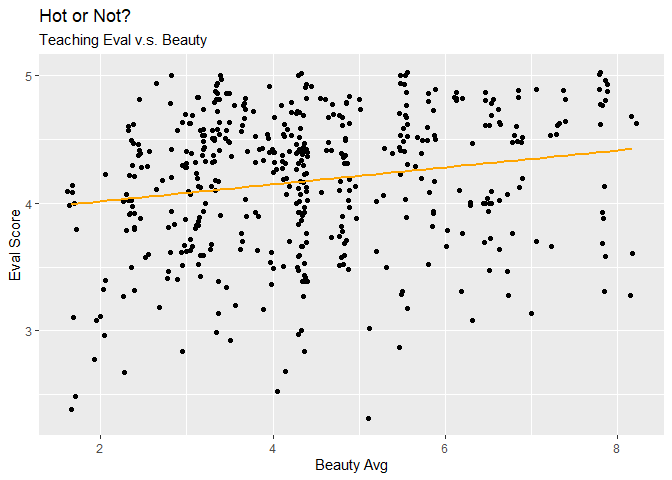 Hot or Not?
Teaching Eval v.s. Beauty
5
4
3
Eval Score
2 4 6 8
Beauty Avg